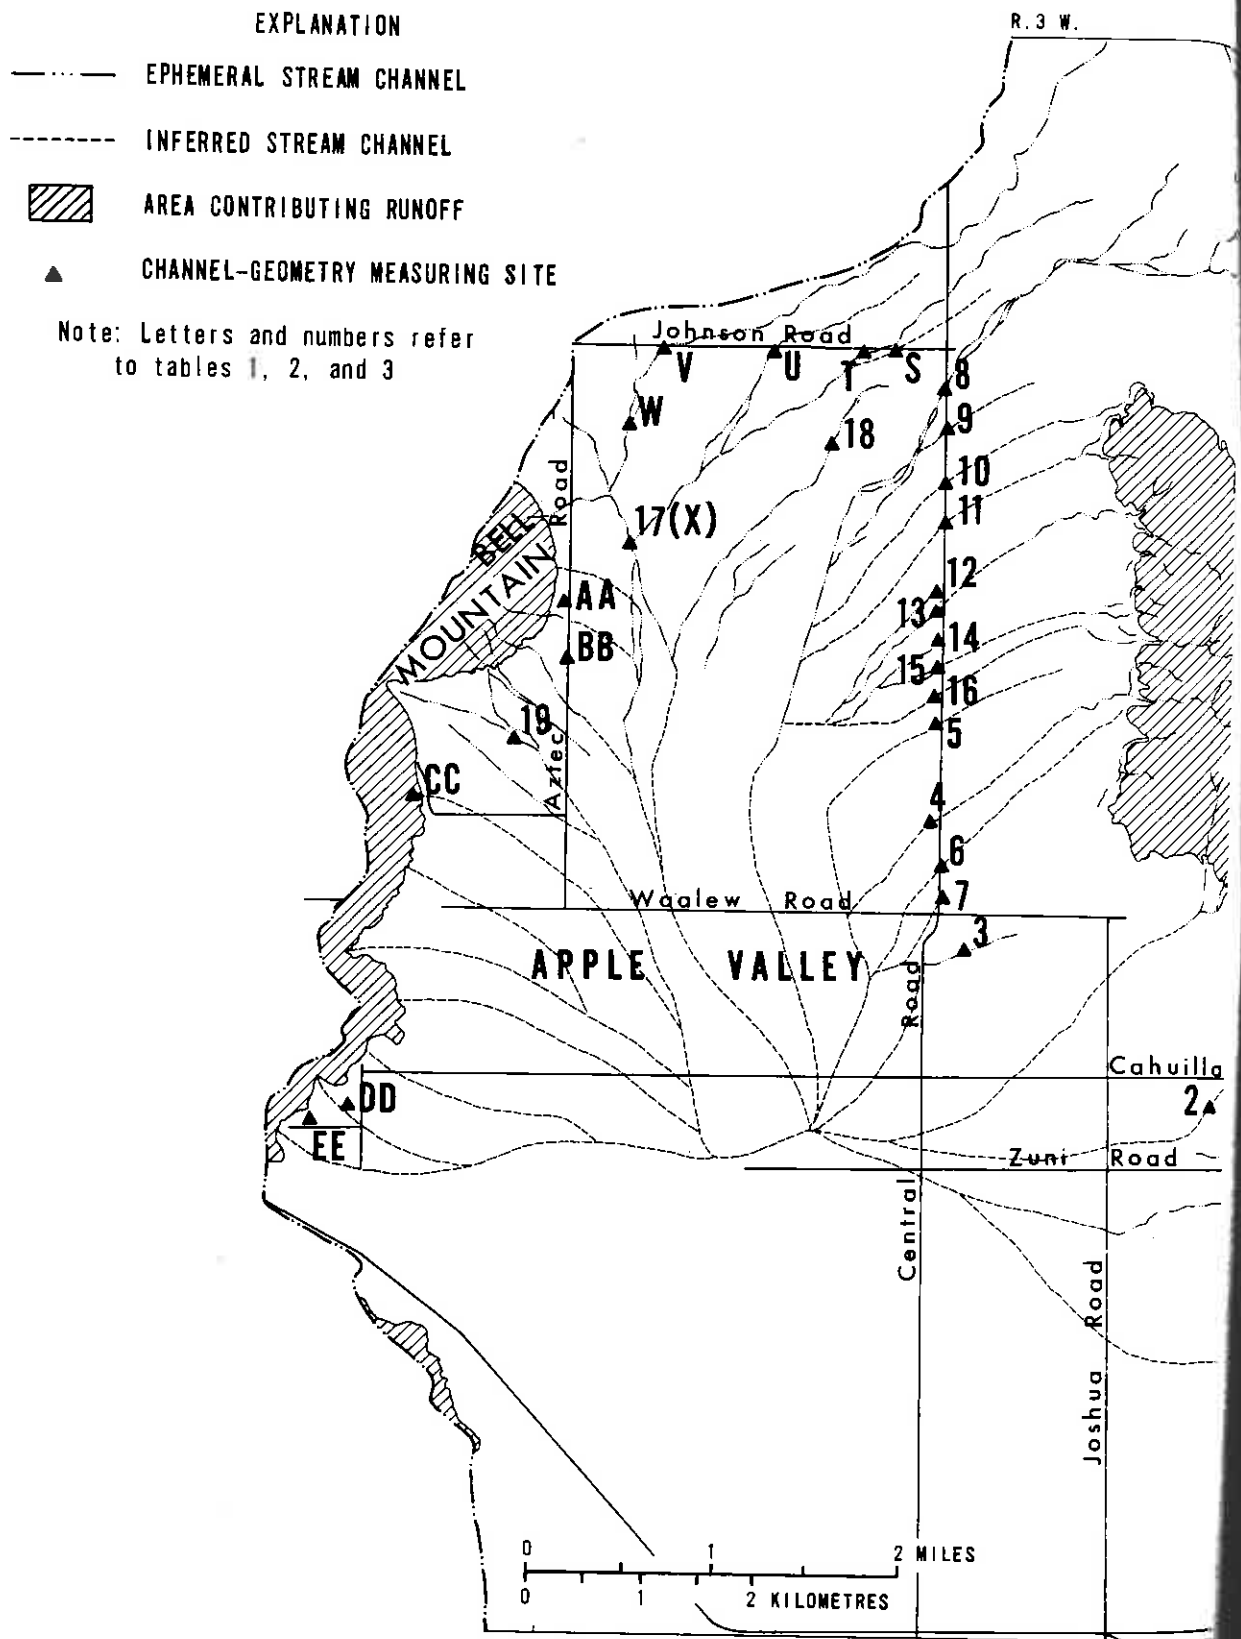 EXPLANATION
EPHEMERAL STREAM CHANNEL
INFERRED STREAM CHANNEL
AREA CONTRIBUTING RUNOFF
CHANNEL-GEOMETRY MEASURING SITE
Note: Letters and numbers refer
to tables 1, 2, and 3
R.3 W.
Johnson Road
V
U
T
S
8
W
18
9
10
11
17(X)
Road
BELL
MOUNTAIN
AA
BB
12
13
14
15
16
5
19
Aztec
CC
4
6
7
Waalew Road
3
APPLE VALLEY
Road
Cahuilla
DD
EE
2
Zuni Road
Central
Joshua Road
0 1 2 MILES
0 1 2 KILOMETRES